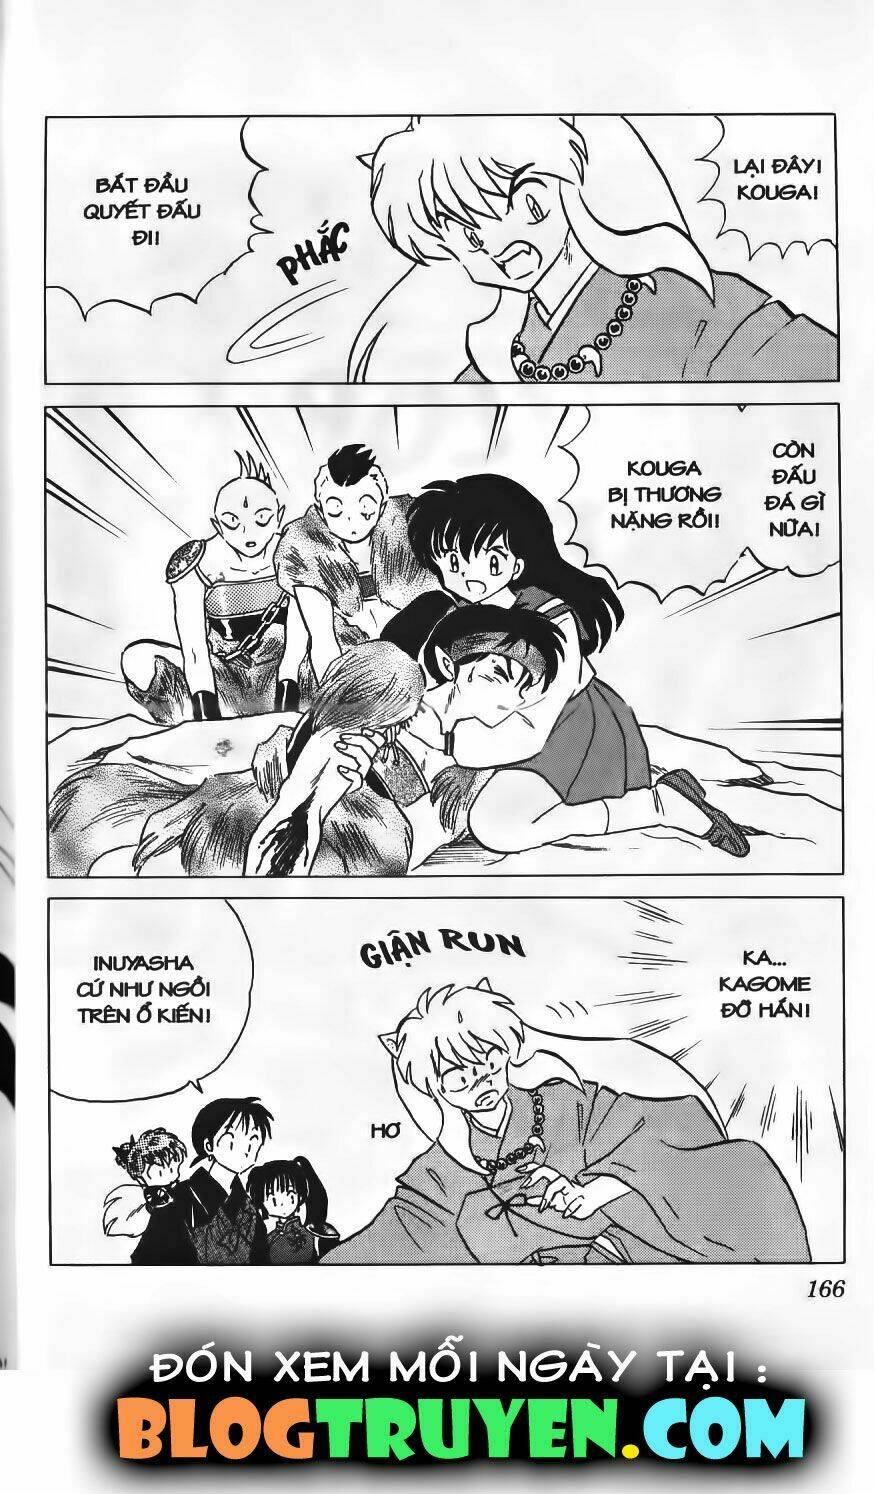 LẠI ĐÂY!
KOUGA!
PHẮC
BẮT ĐẦU
QUYẾT ĐẤU
ĐI!
CÒN
ĐẤU
ĐÁ GÌ
NỮA!
KOUGA
BỊ THƯƠNG
NẶNG RỒI!
KA...
KAGOME
ĐỠ HẮN!
GIẬN RUN
HƠ
INUYASHA
CỨ NHƯ NGỒI
TRÊN Ổ KIẾN!
166
ĐÓN XEM MỖI NGÀY TẠI :
BLOGTRUYEN.COM